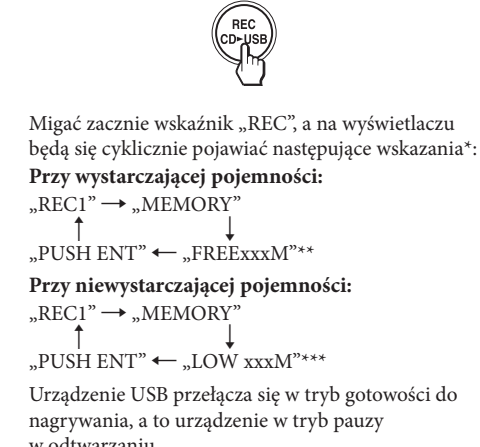 REC
CD►USB
Migać zacznie wskaźnik „REC”, a na wyświetlaczu
będą się cyklicznie pojawiać następujące wskazania*:
Przy wystarczającej pojemności:
„REC1” → „MEMORY”
↑ ↓
„PUSH ENT” ← „FREExxxM”**
Przy niewystarczającej pojemności:
„REC1” → „MEMORY”
↑ ↓
„PUSH ENT” ← „LOW xxxM”***
Urządzenie USB przełącza się w tryb gotowości do
nagrywania, a to urządzenie w tryb pauzy
w odtwarzaniu